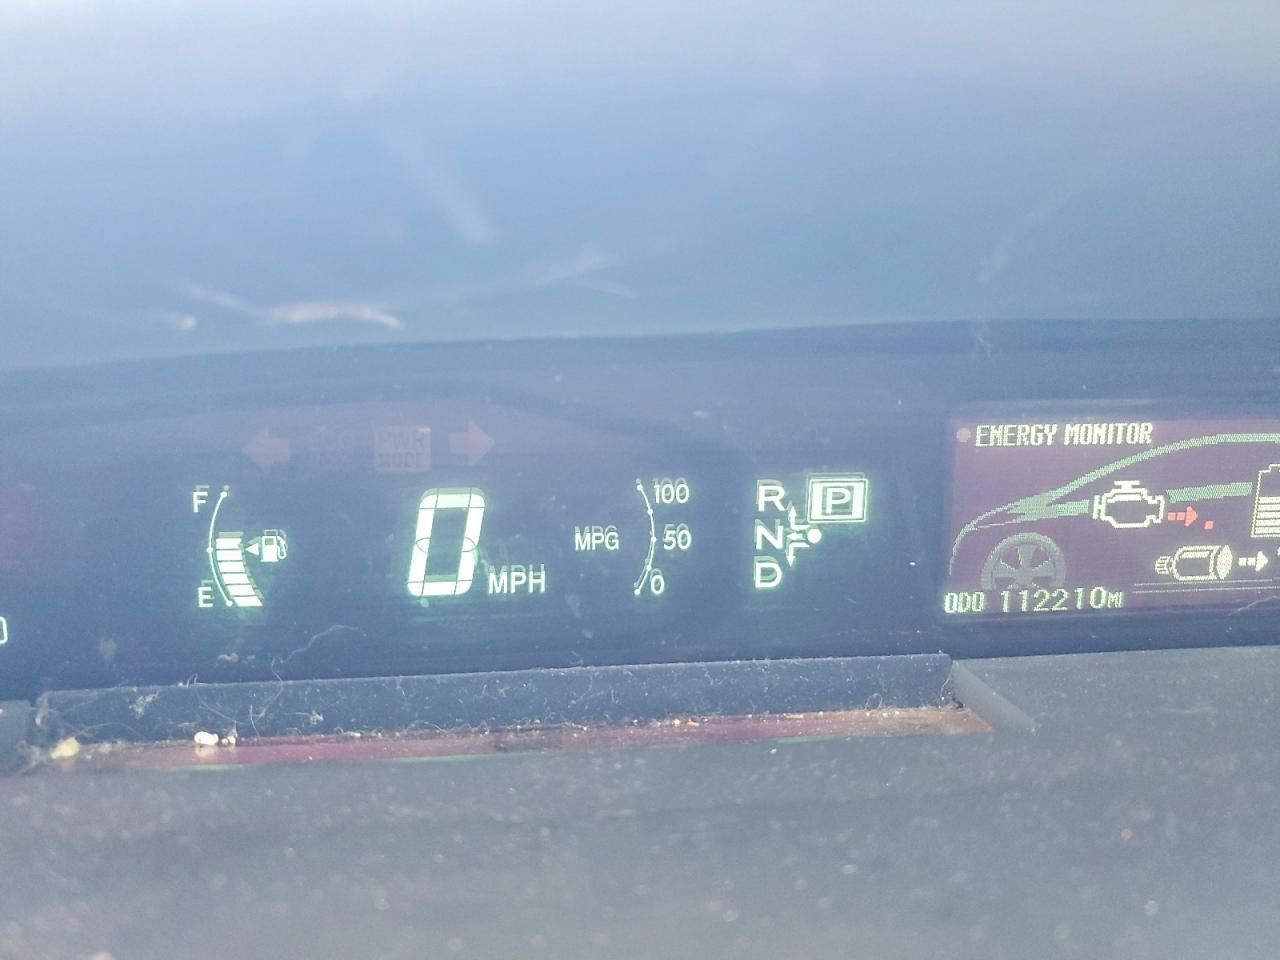 ENERGY MONITOR
PWR
MODE
F
E
0 MPH
MPG
100
50
0
R
N
D
P
ODO 112210MI